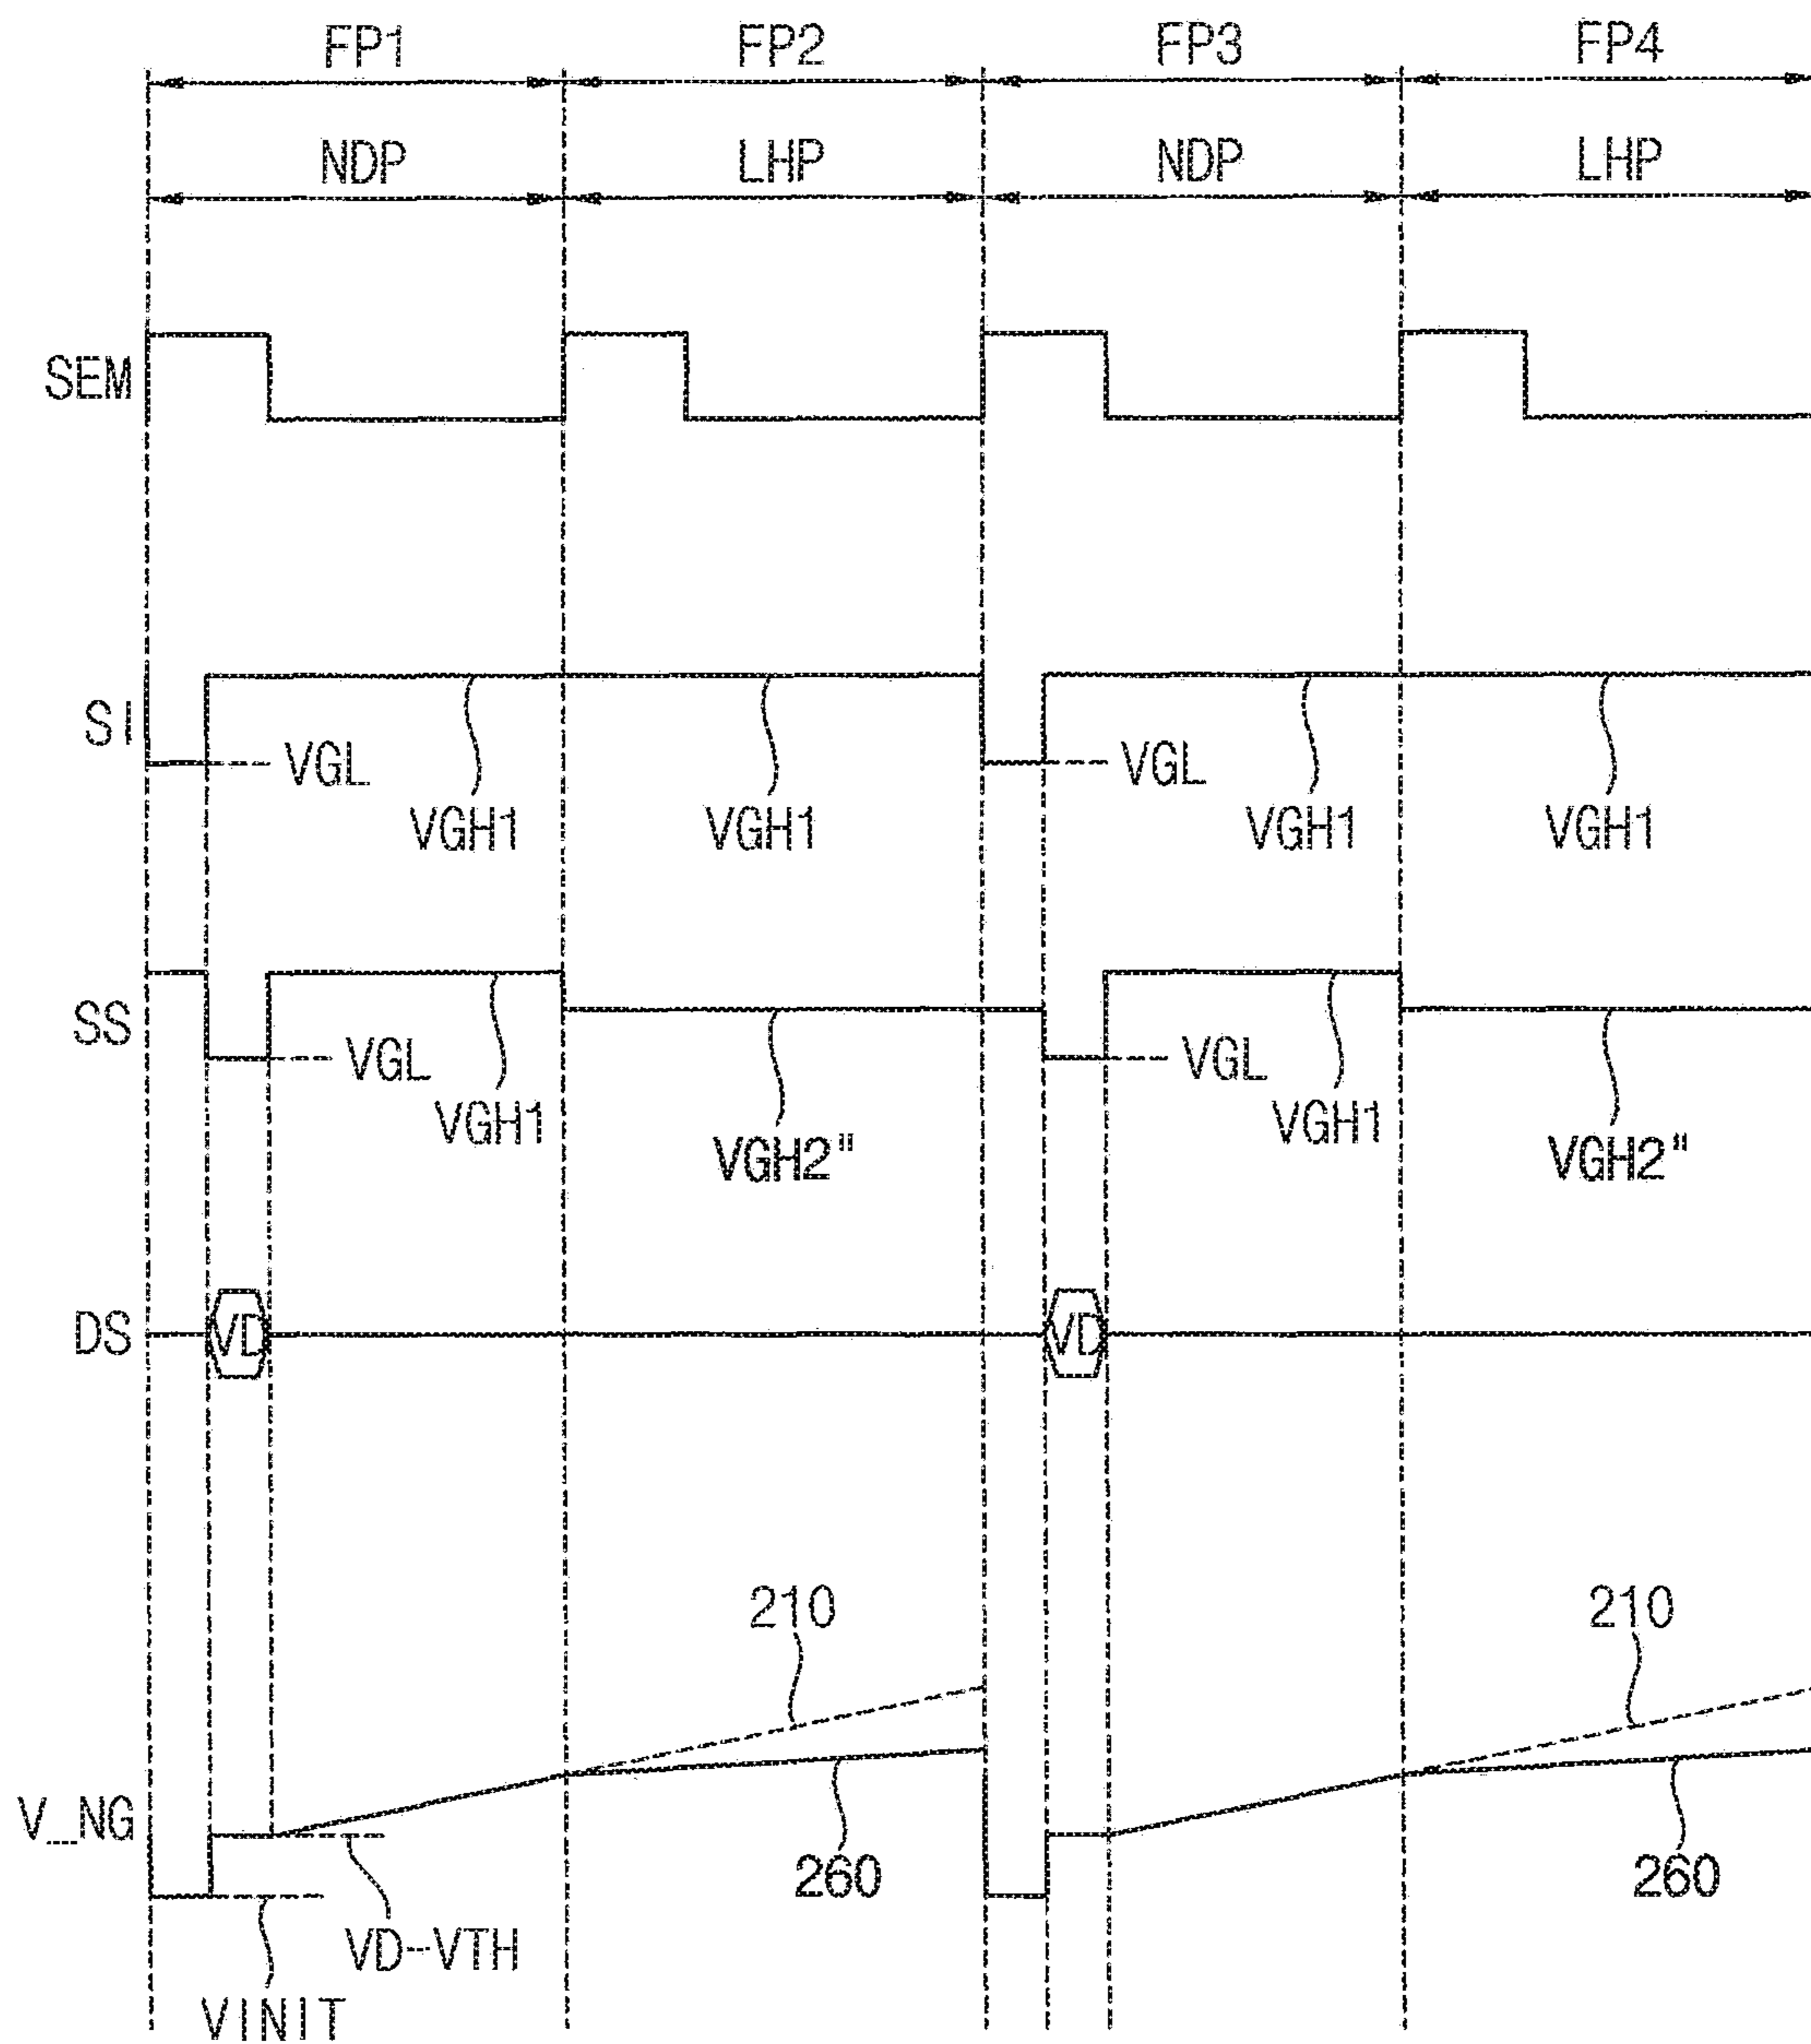 FP1 FP2 FP3 FP4
NDP LHP NDP LHP
SEM
SI
VGL VGL
VGH1 VGH1 VGH1 VGH1
SS
VGL VGL
VGH1 VGH1
VGH2" VGH2"
DS VD VD
210 210
V_NG
260 260
VD-VTH
VINIT